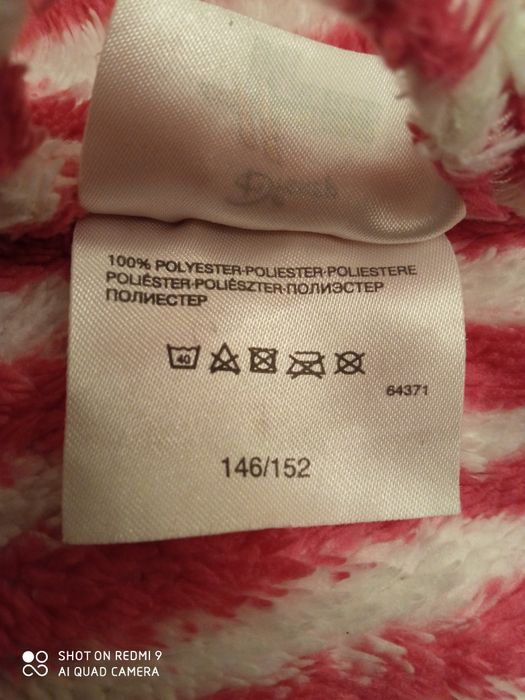 100% POLYESTER·POLIESTER·POLIESTERE
POLIÉSTER·POLIÉSZTER·ПОЛИЭСТЕР
ПОЛИЕСТЕР
40
64371
146/152
SHOT ON REDMI 9
AI QUAD CAMERA